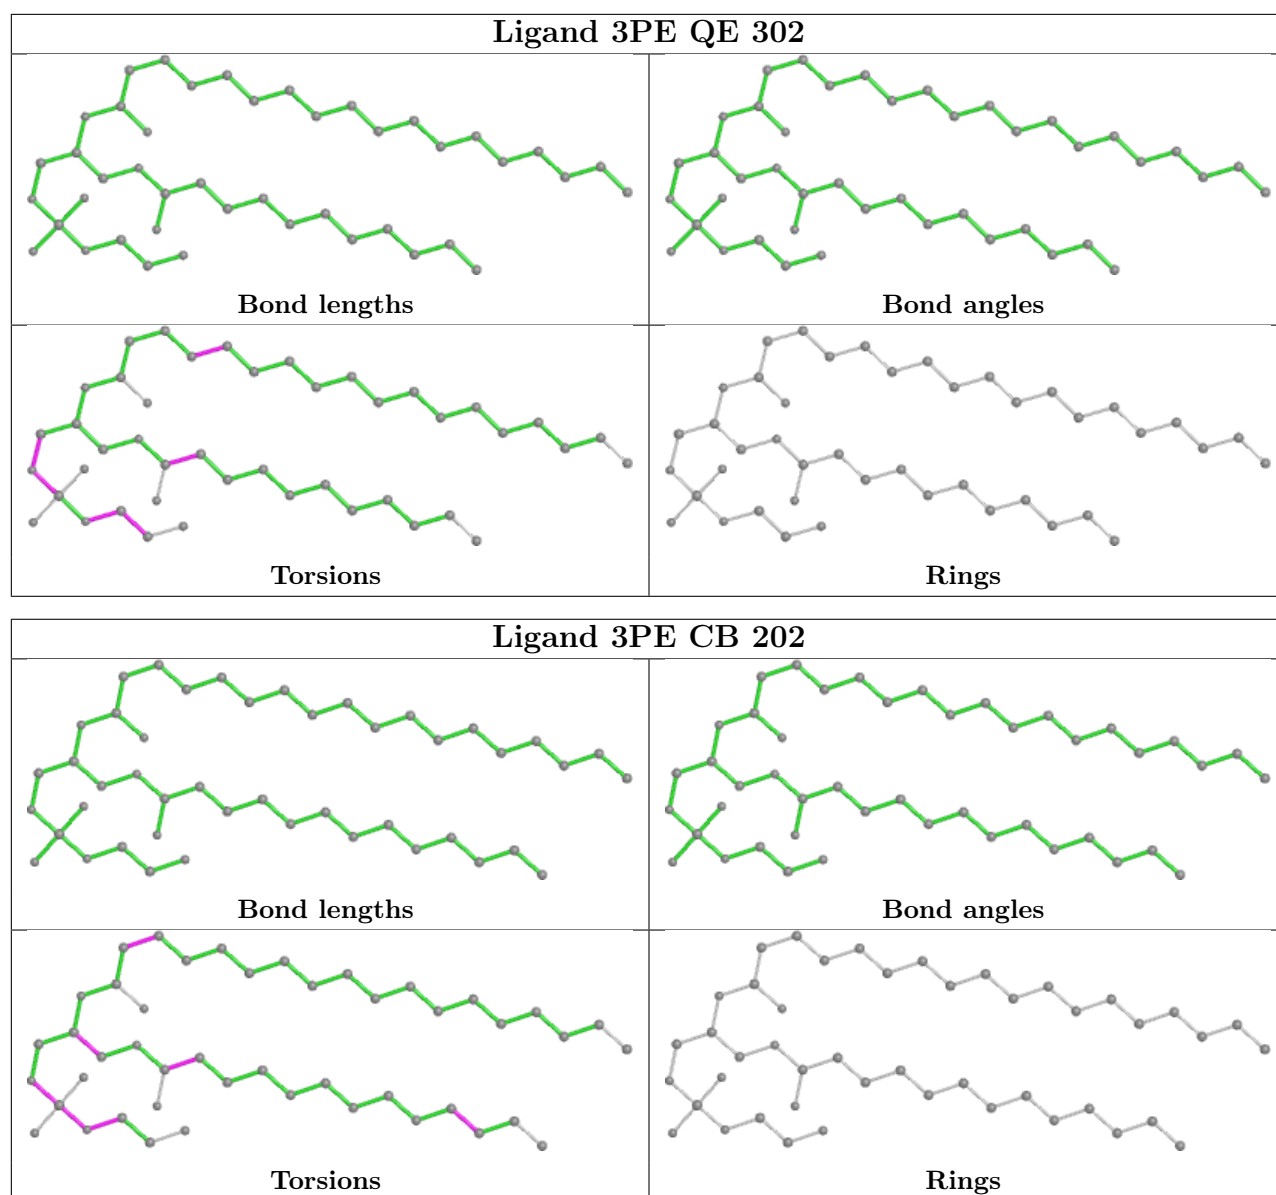 Ligand 3PE QE 302
Bond lengths
Bond angles
Torsions
Rings
Ligand 3PE CB 202
Bond lengths
Bond angles
Torsions
Rings